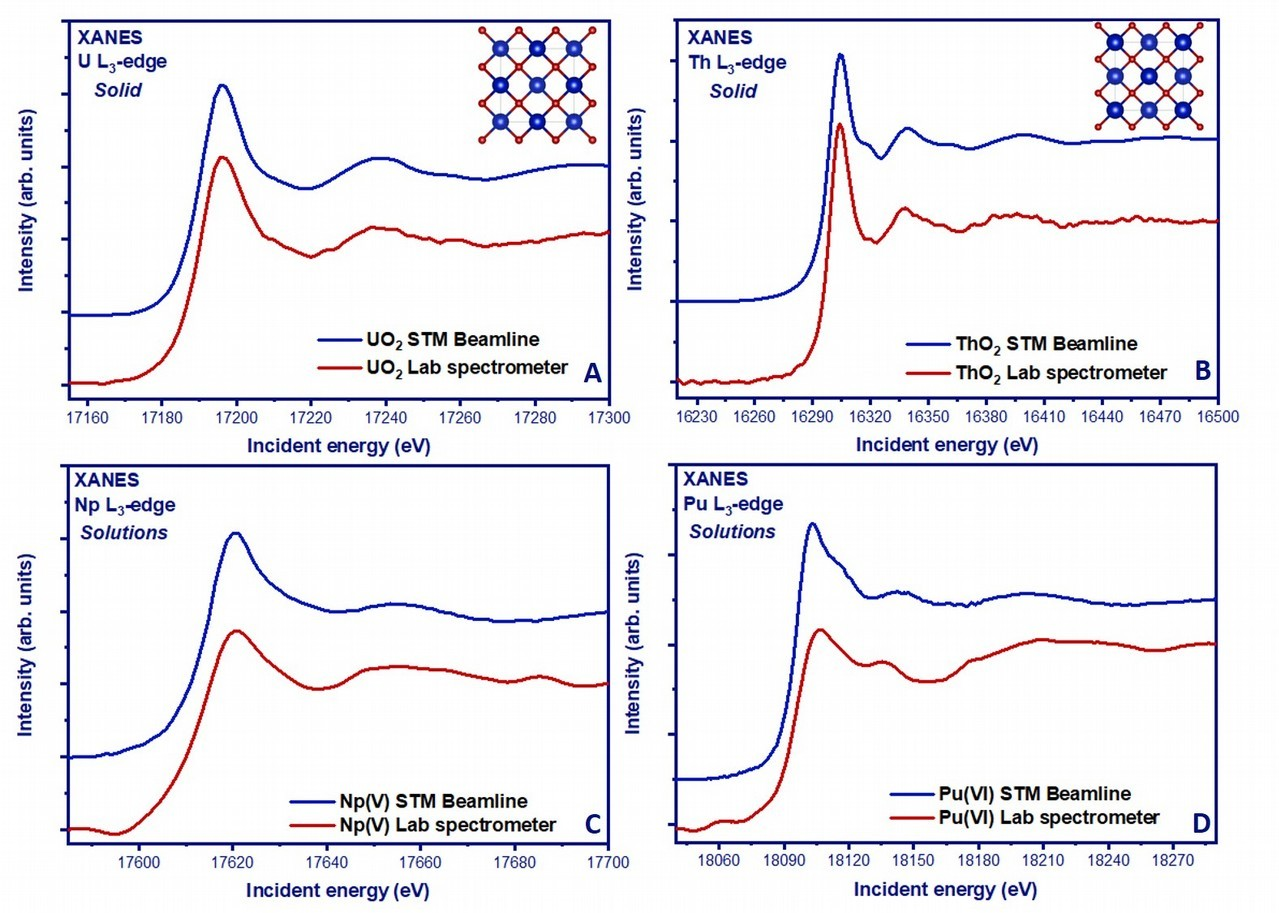 XANES
U L₃-edge
Solid
Intensity (arb. units)
UO₂ STM Beamline
UO₂ Lab spectrometer
A
17160 17180 17200 17220 17240 17260 17280 17300
Incident energy (eV)
XANES
Th L₃-edge
Solid
Intensity (arb. units)
ThO₂ STM Beamline
ThO₂ Lab spectrometer
B
16230 16260 16290 16320 16350 16380 16410 16440 16470 16500
Incident energy (eV)
XANES
Np L₃-edge
Solutions
Intensity (arb. units)
Np(V) STM Beamline
Np(V) Lab spectrometer
C
17600 17620 17640 17660 17680 17700
Incident energy (eV)
XANES
Pu L₃-edge
Solutions
Intensity (arb. units)
Pu(VI) STM Beamline
Pu(VI) Lab spectrometer
D
18060 18090 18120 18150 18180 18210 18240 18270
Incident energy (eV)